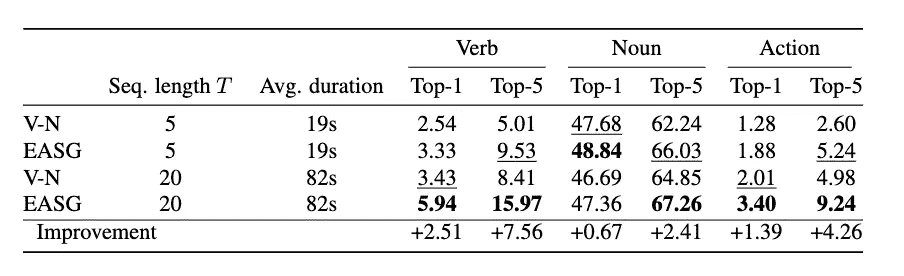 Verb Noun Action
Seq. length T Avg. duration Top-1 Top-5 Top-1 Top-5 Top-1 Top-5
V-N 5 19s 2.54 5.01 47.68 62.24 1.28 2.60
EASG 5 19s 3.33 9.53 48.84 66.03 1.88 5.24
V-N 20 82s 3.43 8.41 46.69 64.85 2.01 4.98
EASG 20 82s 5.94 15.97 47.36 67.26 3.40 9.24
Improvement +2.51 +7.56 +0.67 +2.41 +1.39 +4.26